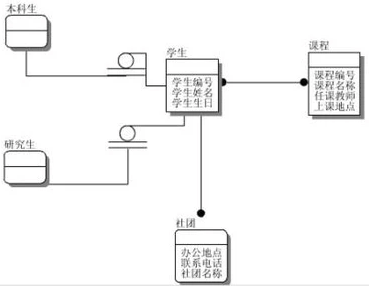 本科生
学生
学生编号
学生姓名
学生生日
课程
课程编号
课程名称
任课教师
上课地点
研究生
社团
办公地点
联系电话
社团名称